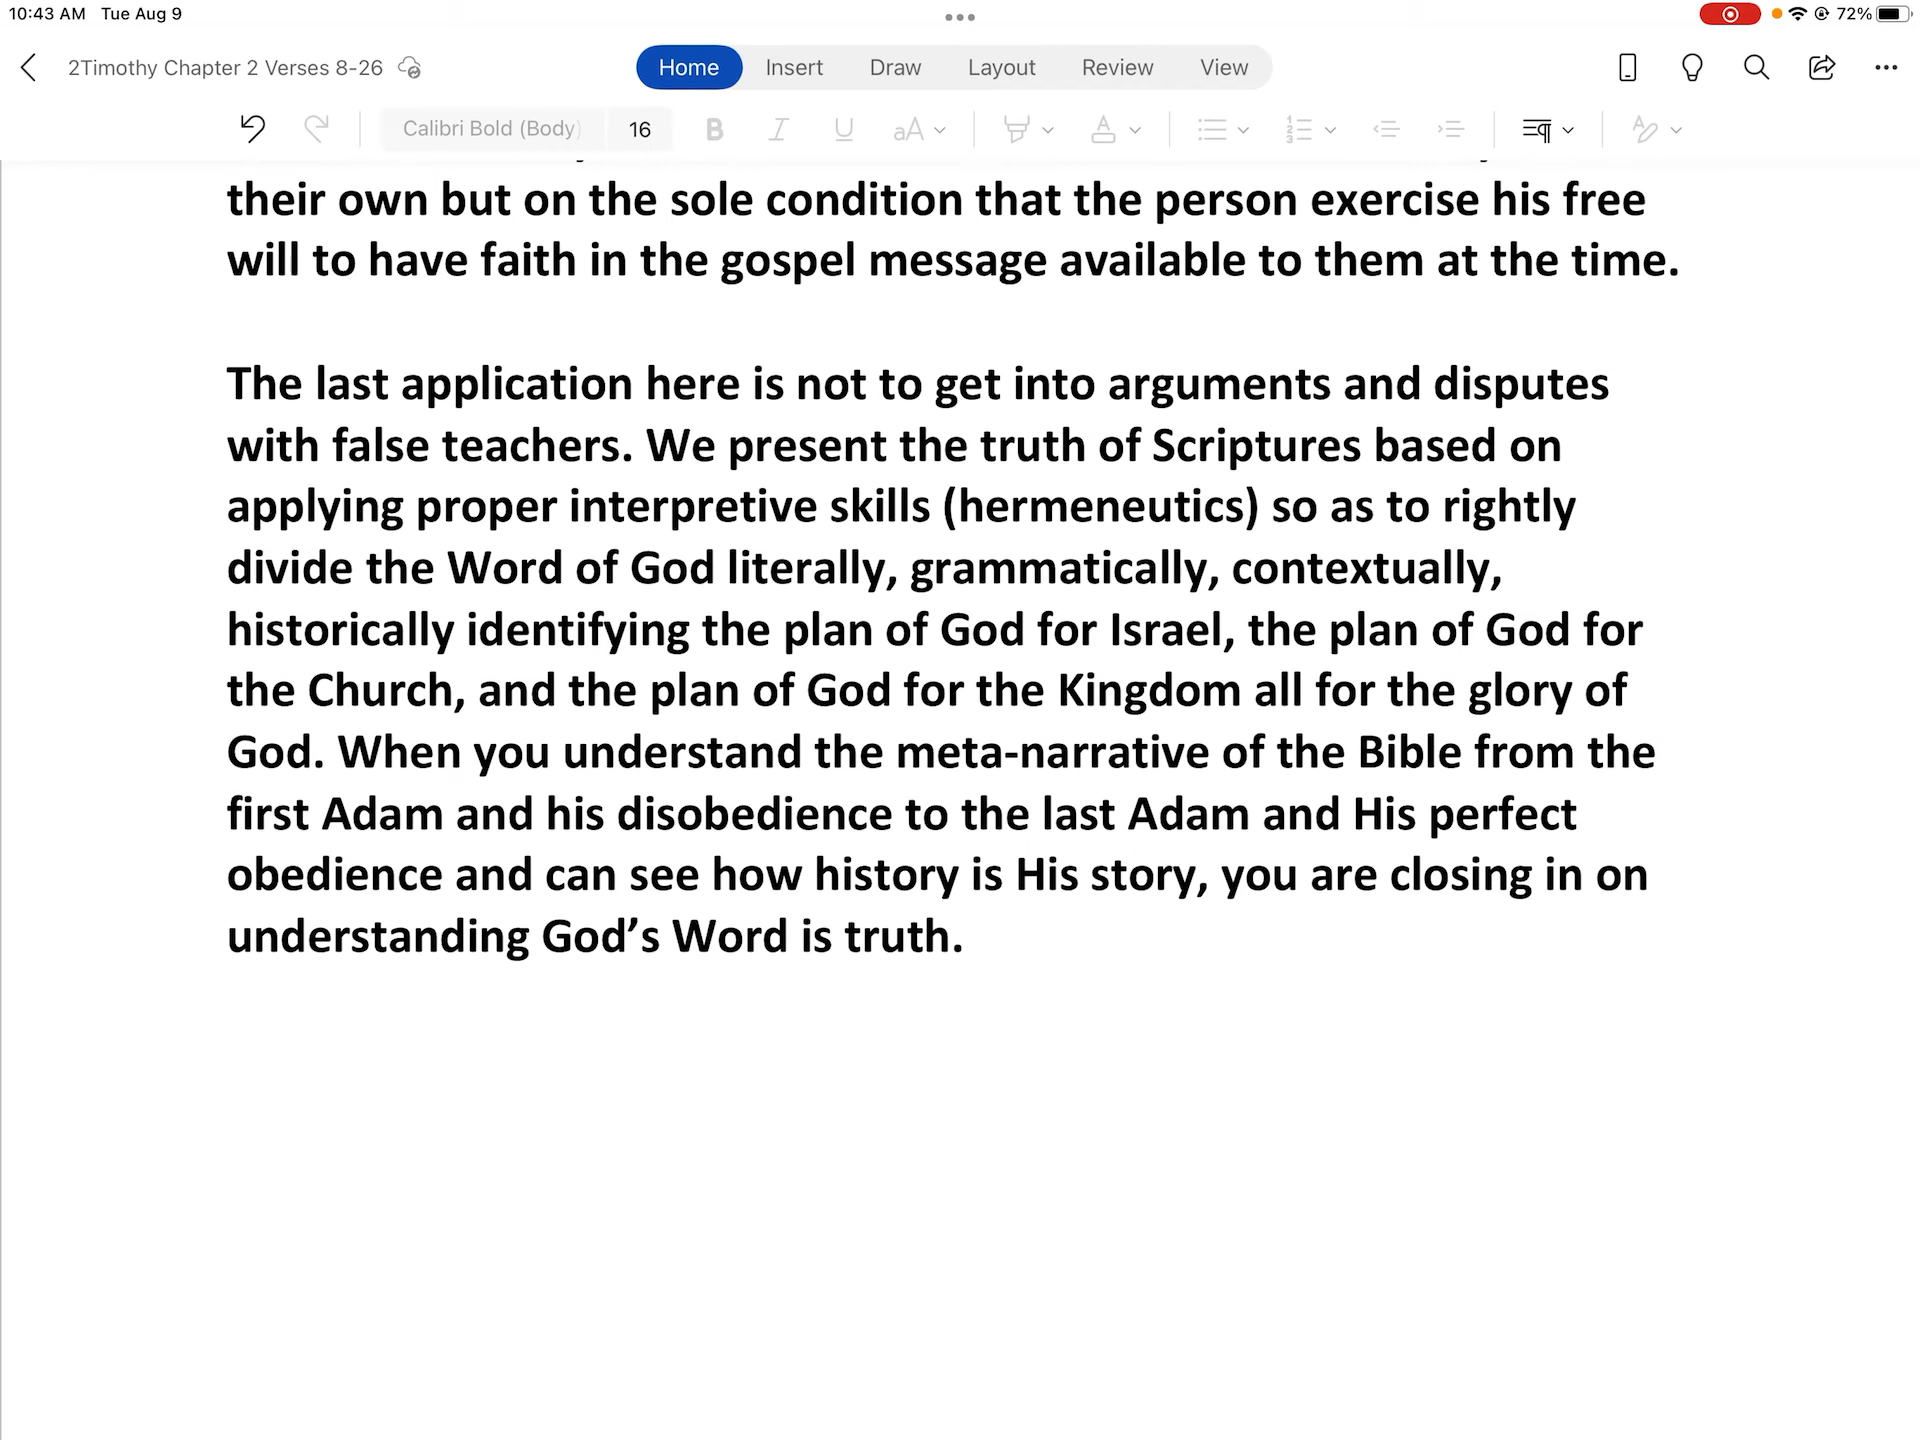 10:43 AM Tue Aug 9
72%
2Timothy Chapter 2 Verses 8-26
Home Insert Draw Layout Review View
Calibri Bold (Body) 16 B I U aA A
their own but on the sole condition that the person exercise his free
will to have faith in the gospel message available to them at the time.
The last application here is not to get into arguments and disputes
with false teachers. We present the truth of Scriptures based on
applying proper interpretive skills (hermeneutics) so as to rightly
divide the Word of God literally, grammatically, contextually,
historically identifying the plan of God for Israel, the plan of God for
the Church, and the plan of God for the Kingdom all for the glory of
God. When you understand the meta-narrative of the Bible from the
first Adam and his disobedience to the last Adam and His perfect
obedience and can see how history is His story, you are closing in on
understanding God’s Word is truth.